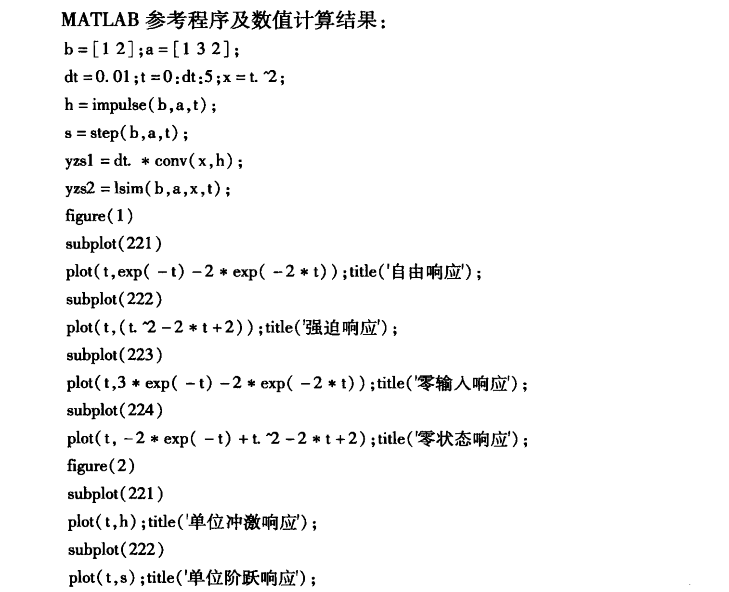 MATLAB 参考程序及数值计算结果:
b=[1 2];a=[1 3 2];
dt=0.01;t=0:dt:5;x=t.^2;
h=impulse(b,a,t);
s=step(b,a,t);
yzs1=dt.*conv(x,h);
yzs2=lsim(b,a,x,t);
figure(1)
subplot(221)
plot(t,exp(-t)-2*exp(-2*t));title('自由响应');
subplot(222)
plot(t,(t.^2-2*t+2));title('强迫响应');
subplot(223)
plot(t,3*exp(-t)-2*exp(-2*t));title('零输入响应');
subplot(224)
plot(t,-2*exp(-t)+t.^2-2*t+2);title('零状态响应');
figure(2)
subplot(221)
plot(t,h);title('单位冲激响应');
subplot(222)
plot(t,s);title('单位阶跃响应');